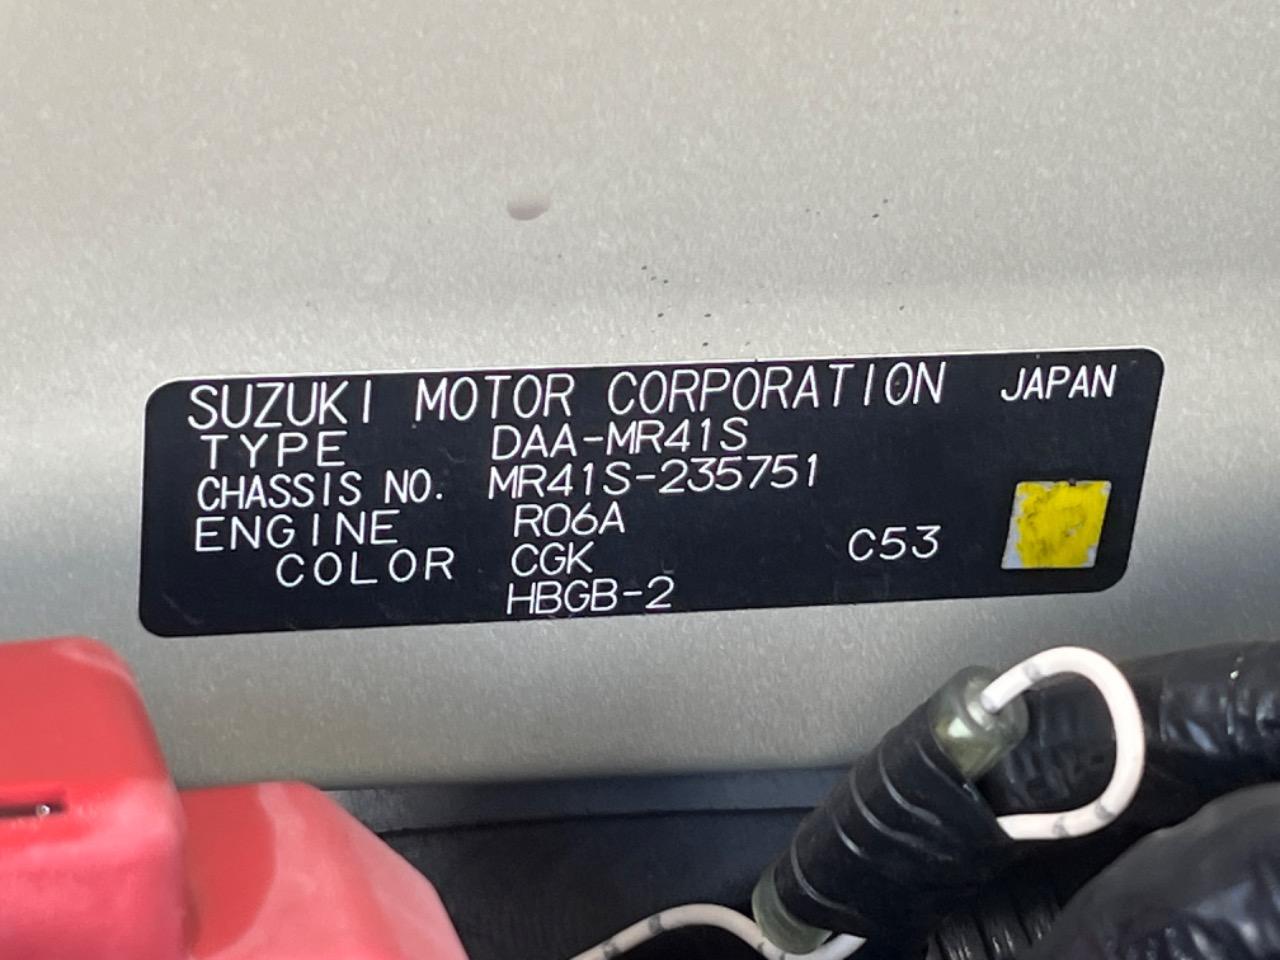 SUZUKI MOTOR CORPORATION JAPAN
TYPE DAA-MR41S
CHASSIS NO. MR41S-235751
ENGINE R06A
COLOR CGK C53
HBGB-2